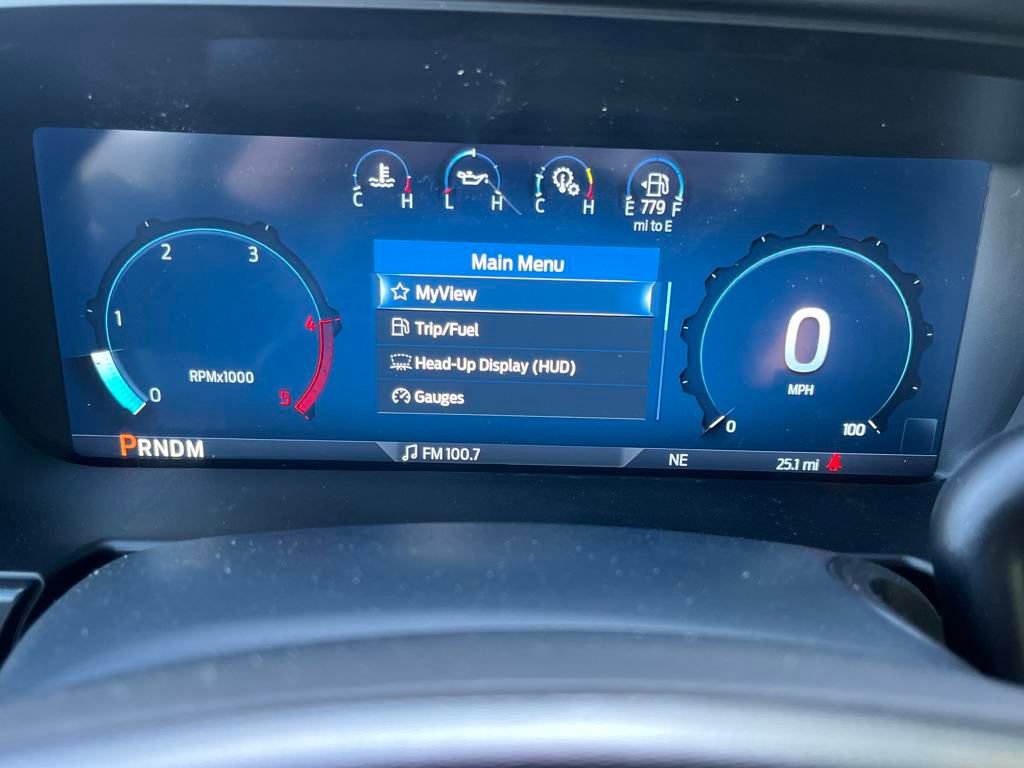 C H
L H
C H
E 779 F
mi to E
Main Menu
MyView
Trip/Fuel
Head-Up Display (HUD)
Gauges
0
1
2
3
4
5
RPMx1000
0
MPH
0
100
PRNDM
FM 100.7
NE
25.1 mi